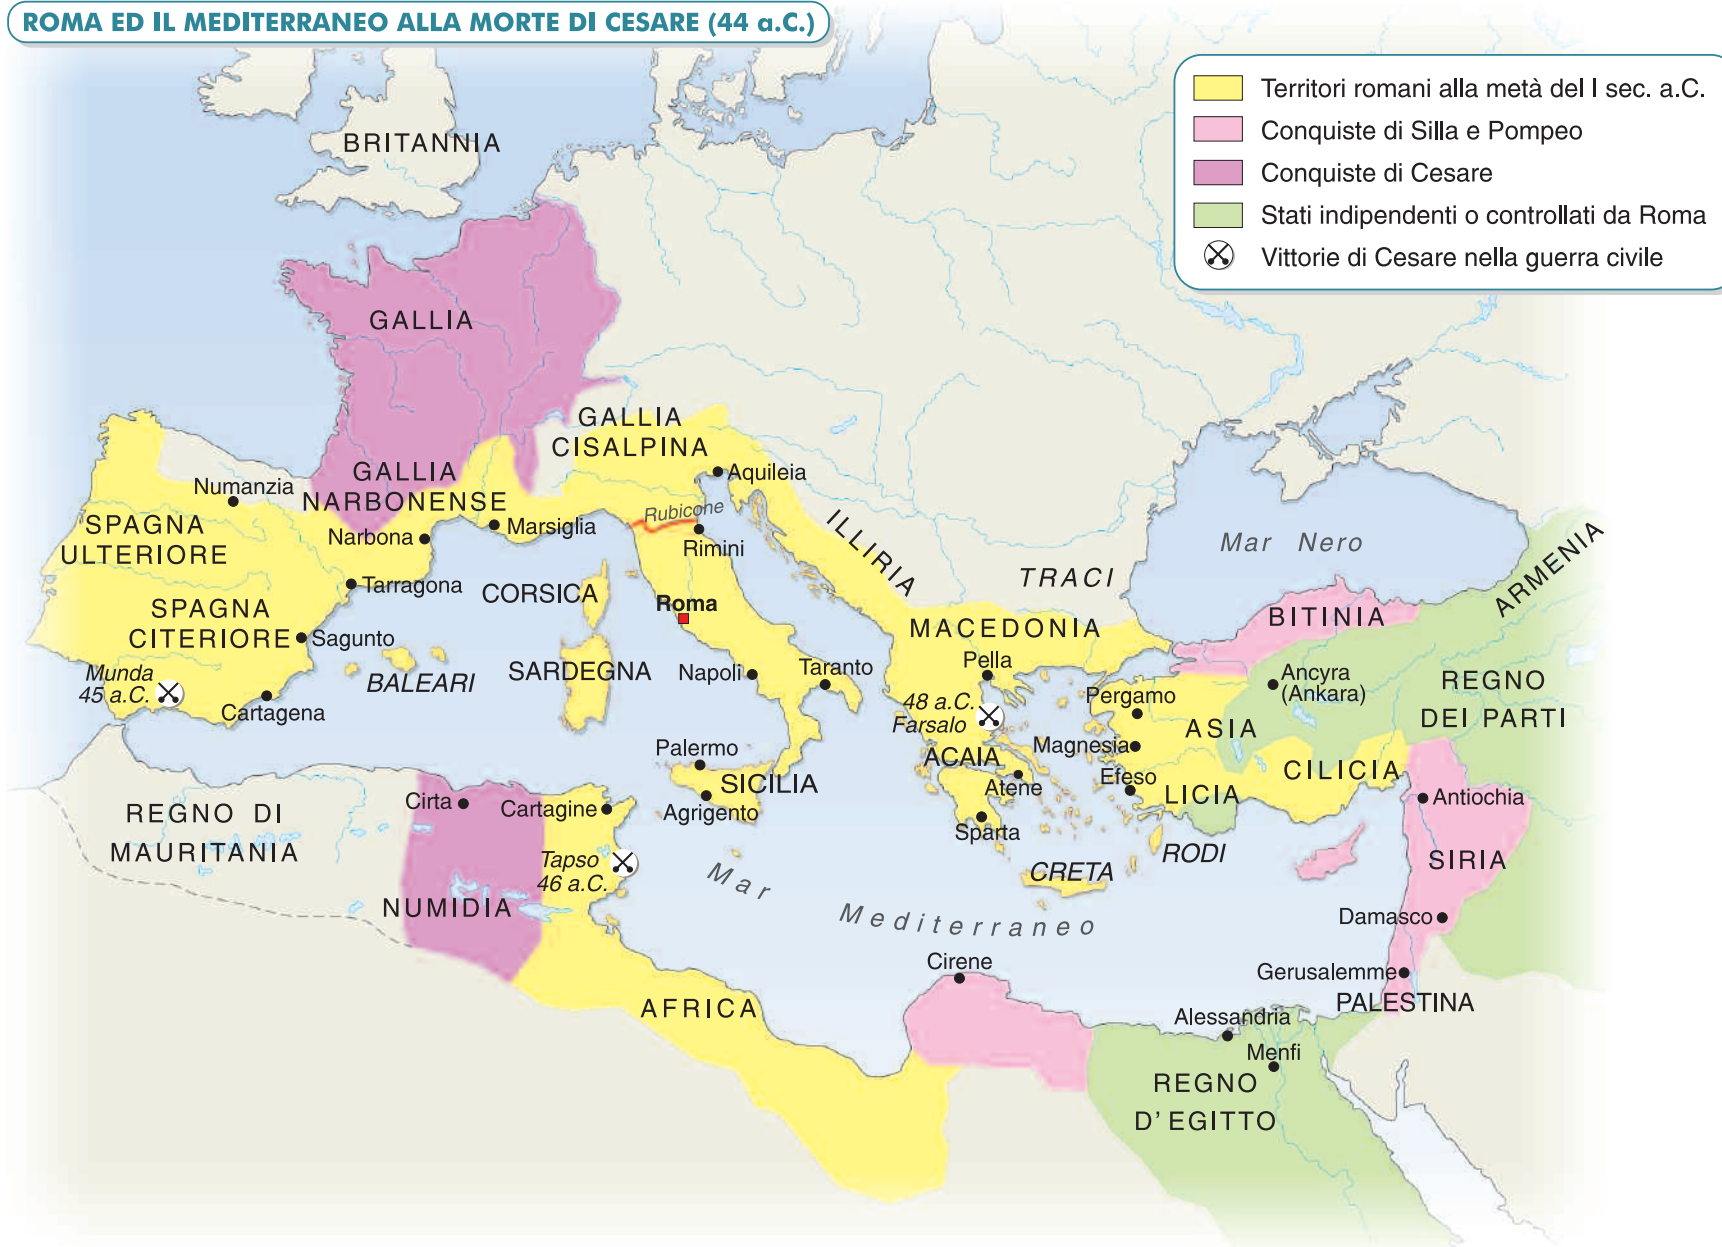 ROMA ED IL MEDITERRANEO ALLA MORTE DI CESARE (44 a.C.)
Territori romani alla metà del I sec. a.C.
Conquiste di Silla e Pompeo
Conquiste di Cesare
Stati indipendenti o controllati da Roma
Vittorie di Cesare nella guerra civile
BRITANNIA
GALLIA
GALLIA
CISALPINA
GALLIA
NARBONENSE
Aquileia
Numanzia
SPAGNA
ULTERIORE
Narbona
Marsiglia
Rubicone
Rimini
ILLIRIA
Mar Nero
ARMENIA
TRACI
Tarragona
CORSICA
Roma
SPAGNA
CITERIORE
Sagunto
BITINIA
MACEDONIA
Munda
45 a.C.
BALEARI
SARDEGNA
Napoli
Taranto
Pella
Ancyra
(Ankara)
REGNO
DEI PARTI
Cartagena
48 a.C.
Farsalo
Pergamo
ASIA
Palermo
SICILIA
Agrigento
ACAIA
Atene
Magnesia
Efeso
CILICIA
LICIA
Antiochia
REGNO DI
MAURITANIA
Cirta
Cartagine
Sparta
RODI
SIRIA
Tapso
46 a.C.
CRETA
NUMIDIA
Mar
Mediterraneo
Damasco
Cirene
Gerusalemme
PALESTINA
AFRICA
Alessandria
Menfi
REGNO
D'EGITTO